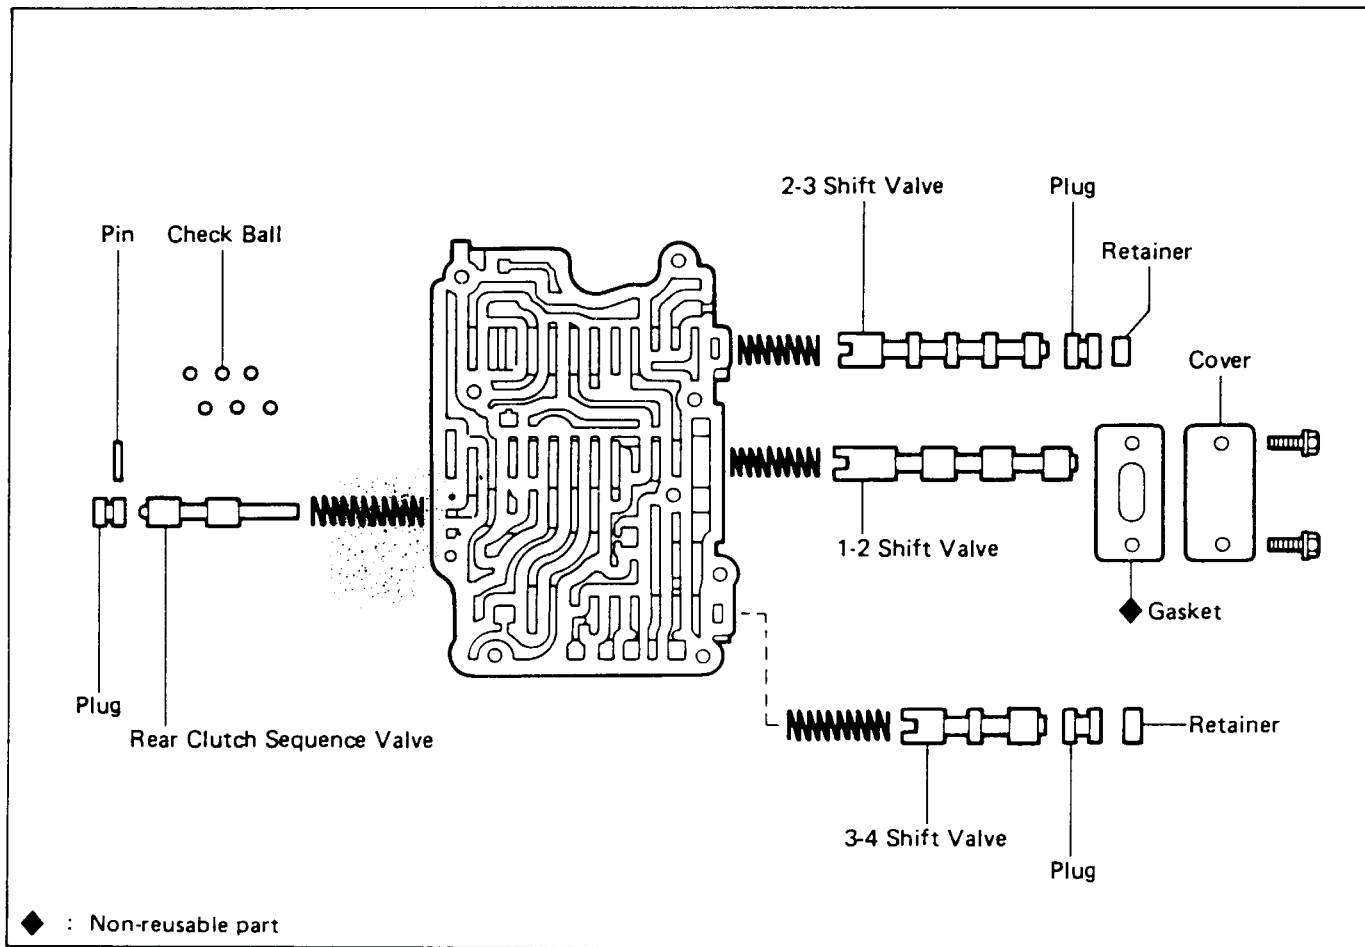 2-3 Shift Valve
Plug
Pin
Check Ball
Retainer
Cover
1-2 Shift Valve
◆ Gasket
Plug
Rear Clutch Sequence Valve
Retainer
3-4 Shift Valve
Plug
◆ : Non-reusable part